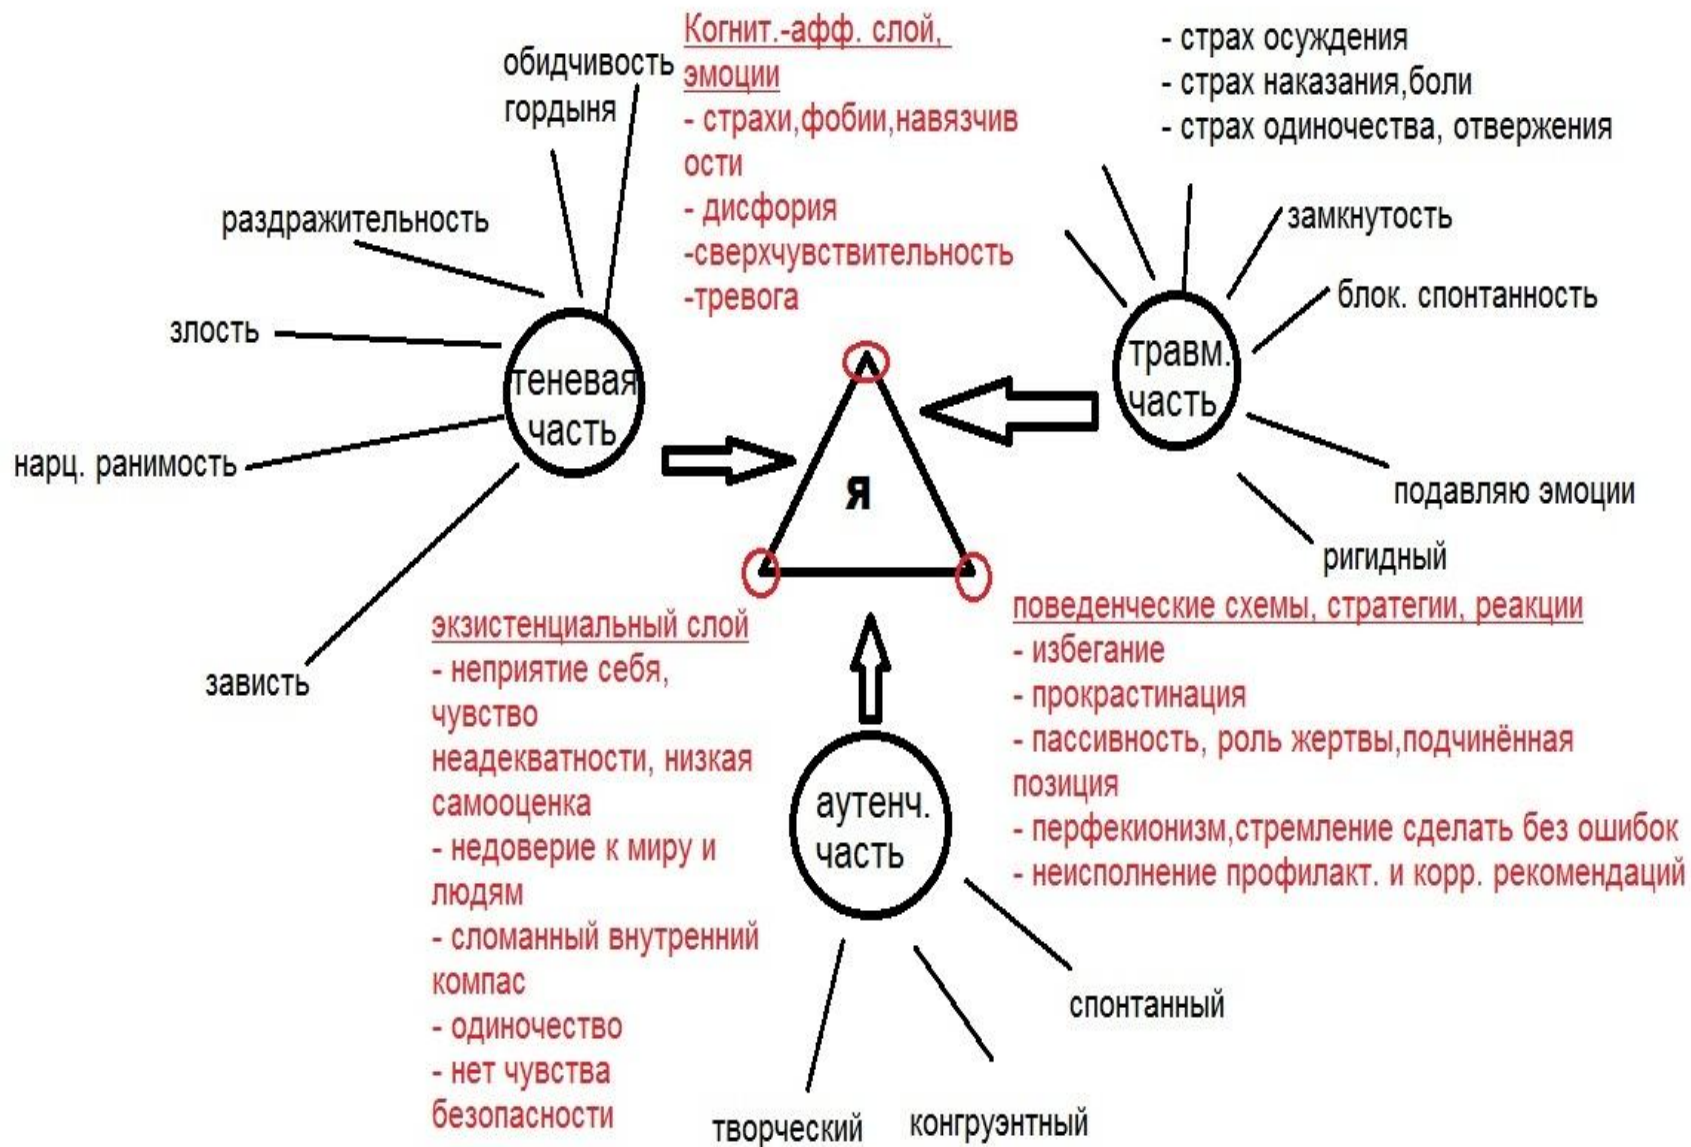 обидчивость
гордыня
раздражительность
злость
теневая
часть
нарц. ранимость
зависть
Когнит.-афф. слой,
эмоции
- страхи,фобии,навязчив
ости
- дисфория
-сверхчувствительность
-тревога
- страх осуждения
- страх наказания,боли
- страх одиночества, отвержения
замкнутость
блок. спонтанность
травм.
часть
подавляю эмоции
ригидный
я
экзистенциальный слой
- неприятие себя,
чувство
неадекватности, низкая
самооценка
- недоверие к миру и
людям
- сломанный внутренний
компас
- одиночество
- нет чувства
безопасности
поведенческие схемы, стратегии, реакции
- избегание
- прокрастинация
- пассивность, роль жертвы,подчинённая
позиция
- перфекионизм,стремление сделать без ошибок
- неисполнение профилакт. и корр. рекомендаций
аутенч.
часть
спонтанный
творческий
конгруэнтный